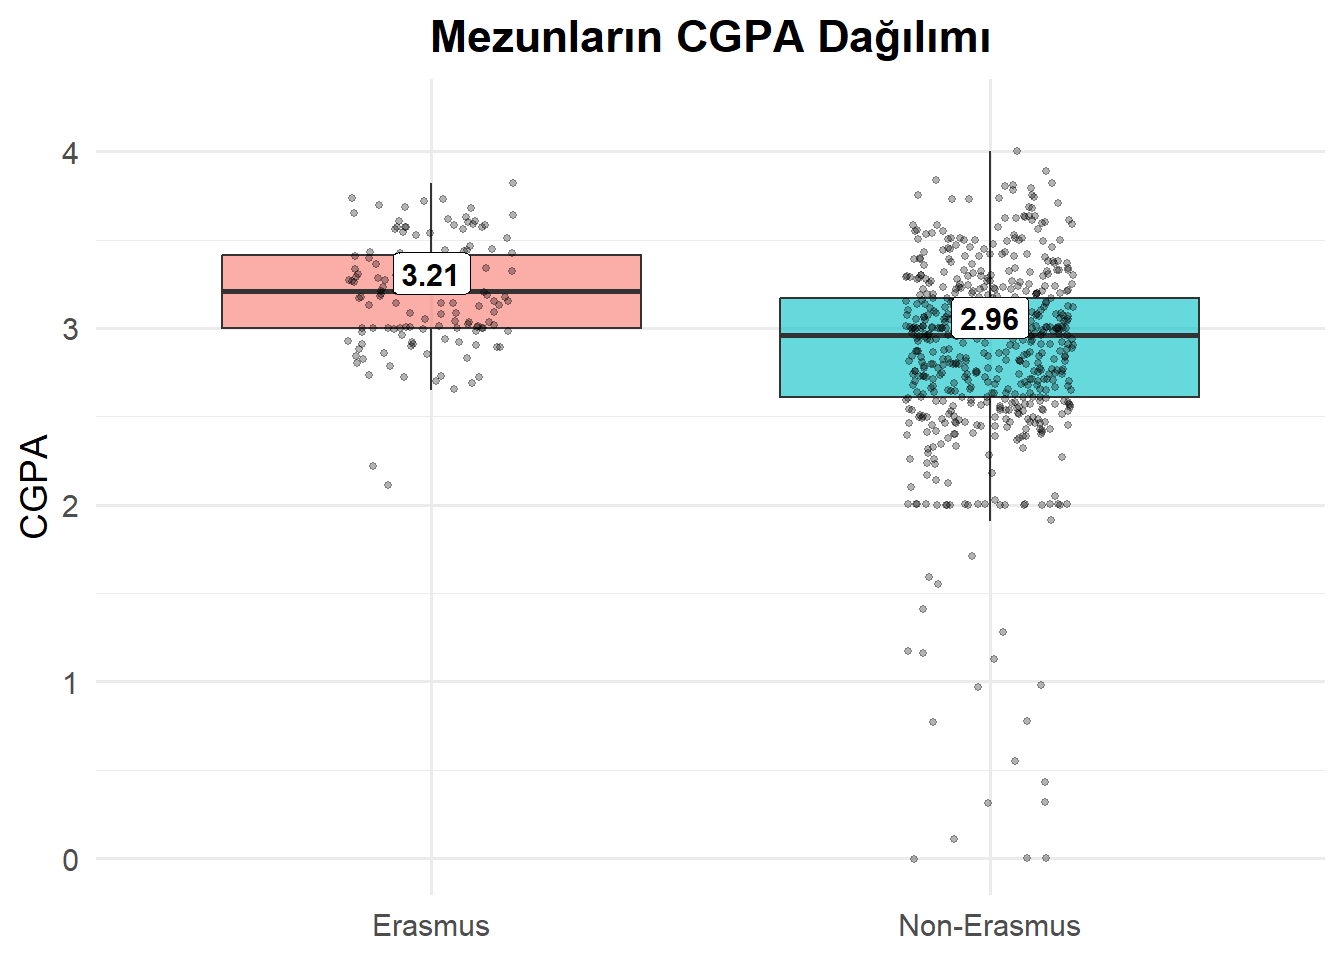 Mezunların CGPA Dağılımı
CGPA
4
3
2
1
0
3.21
2.96
Erasmus
Non-Erasmus